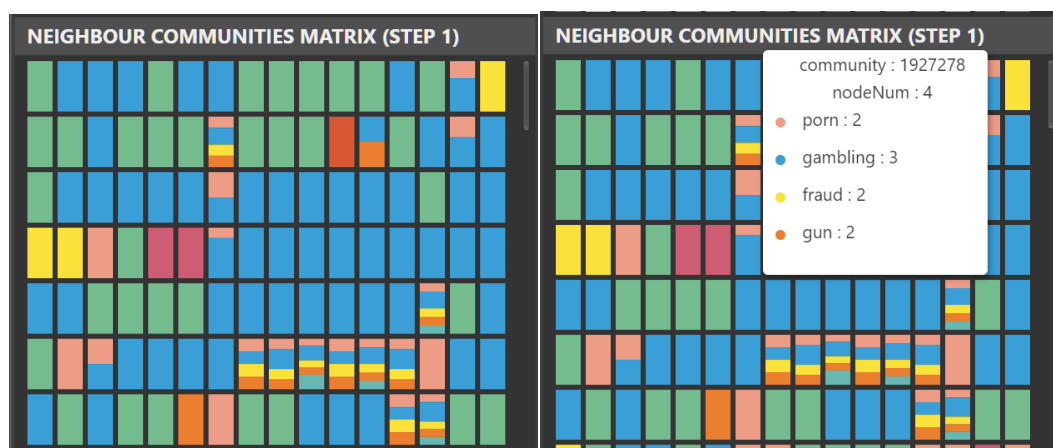 NEIGHBOUR COMMUNITIES MATRIX (STEP 1)
NEIGHBOUR COMMUNITIES MATRIX (STEP 1)
community : 1927278
nodeNum : 4
porn : 2
gambling : 3
fraud : 2
gun : 2